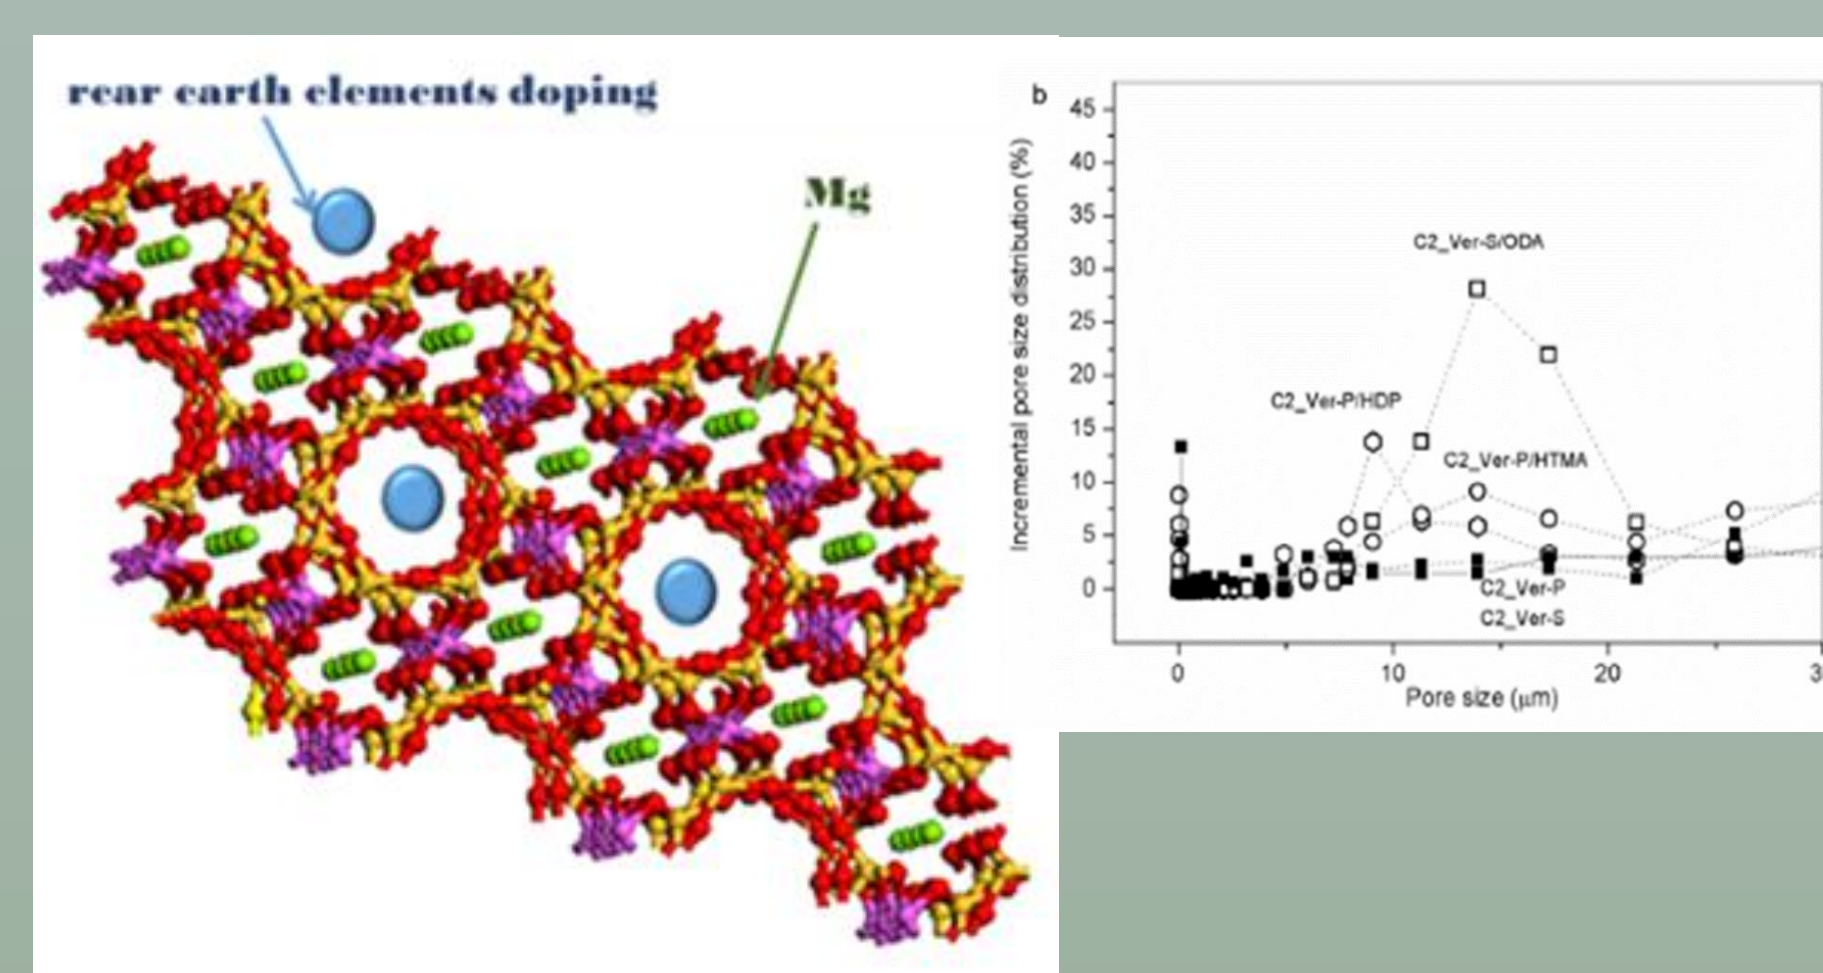 rear earth elements doping
Mg
b
Incremental pore size distribution (%)
45
40
35
30
25
20
15
10
5
0
C2_Ver-S/ODA
C2_Ver-P/HDP
C2_Ver-P/HTMA
C2_Ver-P
C2_Ver-S
0
10
20
Pore size (μm)